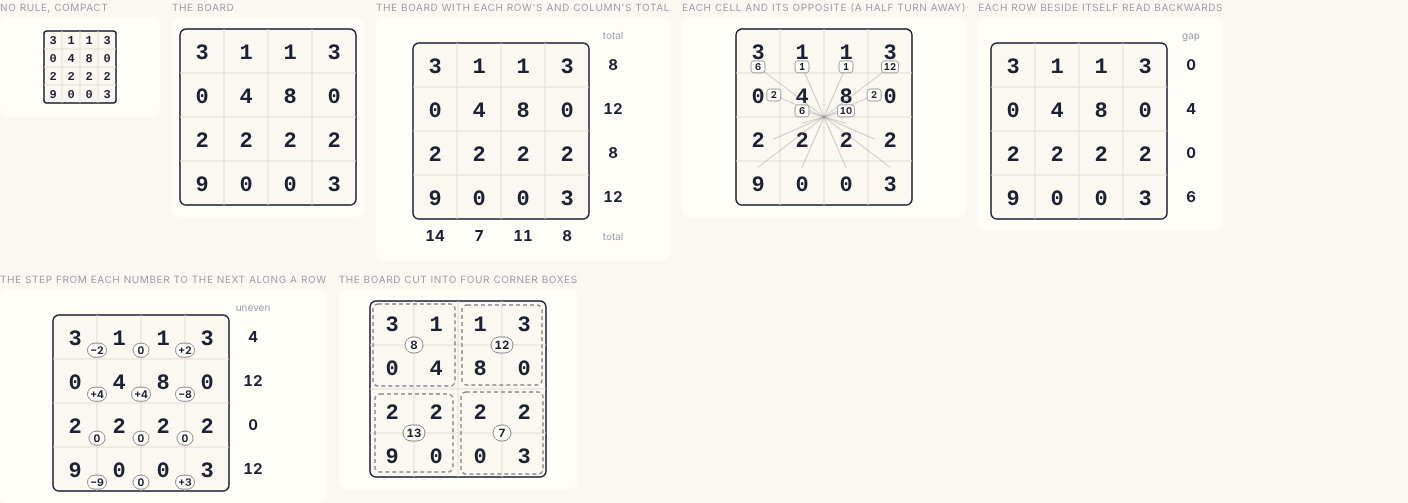 NO RULE, COMPACT
3 1 1 3
0 4 8 0
2 2 2 2
9 0 0 3
THE BOARD
3 1 1 3
0 4 8 0
2 2 2 2
9 0 0 3
THE BOARD WITH EACH ROW'S AND COLUMN'S TOTAL
total
3 1 1 3 8
0 4 8 0 12
2 2 2 2 8
9 0 0 3 12
14 7 11 8 total
EACH CELL AND ITS OPPOSITE (A HALF TURN AWAY)
3 1 1 3
6 1 1 12
0 2 4 8 2 0
6 10
2 2 2 2
9 0 0 3
EACH ROW BESIDE ITSELF READ BACKWARDS
gap
3 1 1 3 0
0 4 8 0 4
2 2 2 2 0
9 0 0 3 6
THE STEP FROM EACH NUMBER TO THE NEXT ALONG A ROW
uneven
3 1 1 3 4
−2 0 +2
0 4 8 0 12
+4 +4 −8
2 2 2 2 0
0 0 0
9 0 0 3 12
−9 0 +3
THE BOARD CUT INTO FOUR CORNER BOXES
3 1 1 3
8 12
0 4 8 0
2 2 2 2
13 7
9 0 0 3